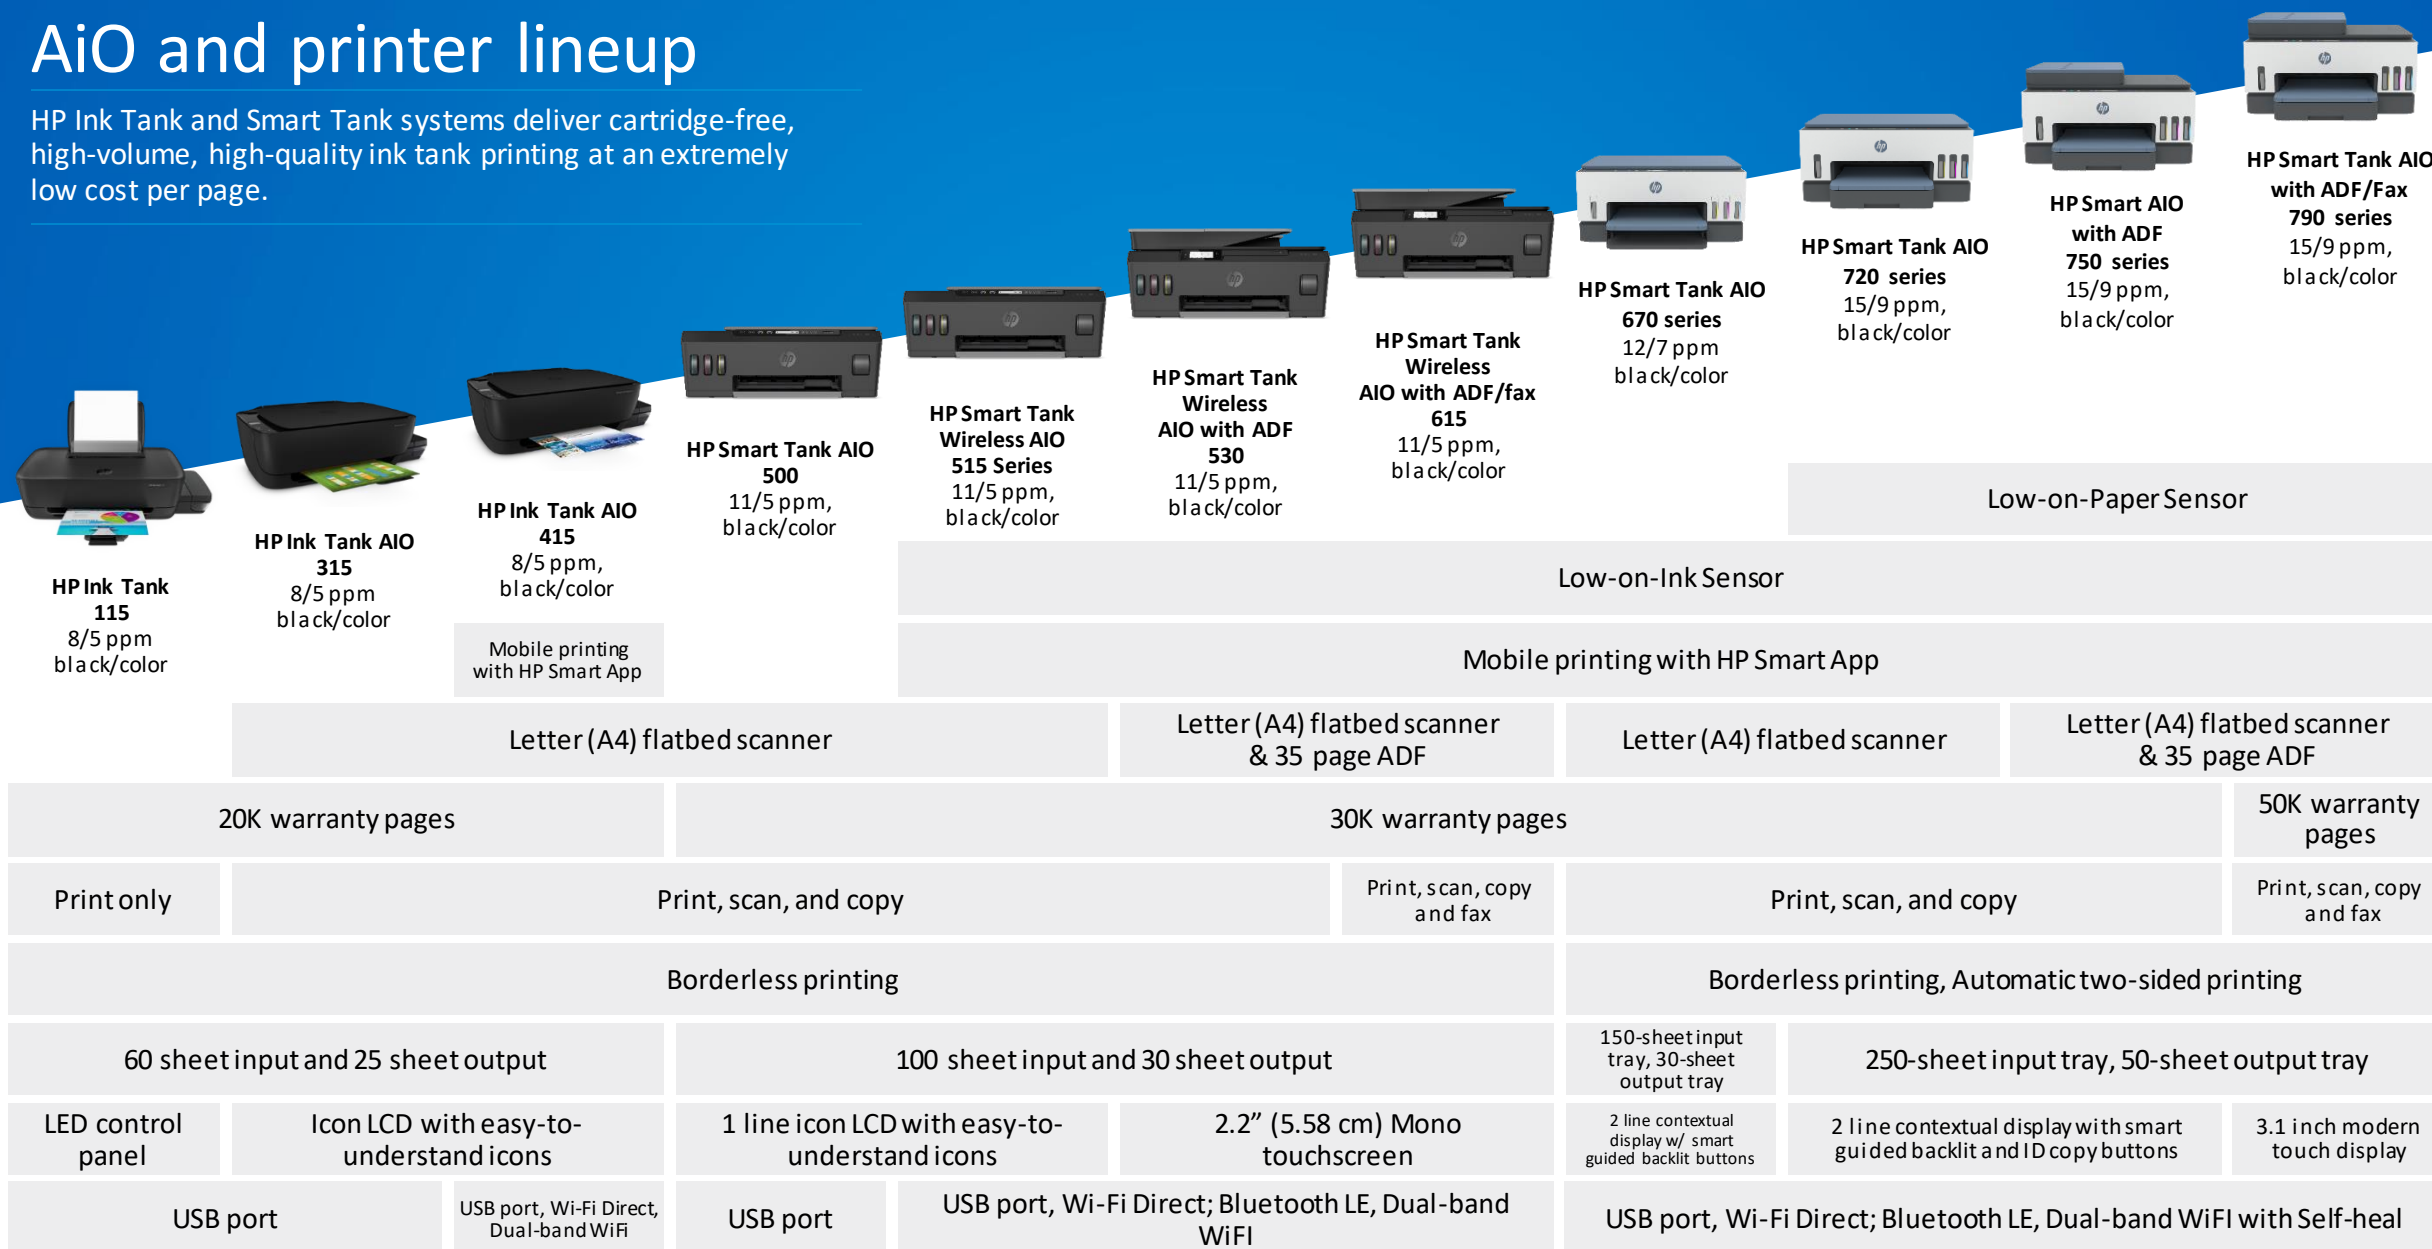 AiO and printer lineup
HP Ink Tank and Smart Tank systems deliver cartridge-free,
high-volume, high-quality ink tank printing at an extremely
low cost per page.
HP Ink Tank
115
8/5 ppm
black/color
HP Ink Tank AIO
315
8/5 ppm
black/color
HP Ink Tank AIO
415
8/5 ppm,
black/color
HP Smart Tank AIO
500
11/5 ppm,
black/color
HP Smart Tank
Wireless AIO
515 Series
11/5 ppm,
black/color
HP Smart Tank
Wireless
AIO with ADF
530
11/5 ppm,
black/color
HP Smart Tank
Wireless
AIO with ADF/fax
615
11/5 ppm,
black/color
HP Smart Tank AIO
670 series
12/7 ppm
black/color
HP Smart Tank AIO
720 series
15/9 ppm,
black/color
HP Smart AIO
with ADF
750 series
15/9 ppm,
black/color
HP Smart Tank AIO
with ADF/Fax
790 series
15/9 ppm,
black/color
Low-on-Paper Sensor
Low-on-Ink Sensor
Mobile printing
with HP Smart App
Mobile printing with HP Smart App
Letter (A4) flatbed scanner
Letter (A4) flatbed scanner
& 35 page ADF
Letter (A4) flatbed scanner
Letter (A4) flatbed scanner
& 35 page ADF
20K warranty pages
30K warranty pages
50K warranty
pages
Print only
Print, scan, and copy
Print, scan, copy
and fax
Print, scan, and copy
Print, scan, copy
and fax
Borderless printing
Borderless printing, Automatic two-sided printing
60 sheet input and 25 sheet output
100 sheet input and 30 sheet output
150-sheet input
tray, 30-sheet
output tray
250-sheet input tray, 50-sheet output tray
LED control
panel
Icon LCD with easy-to-
understand icons
1 line icon LCD with easy-to-
understand icons
2.2” (5.58 cm) Mono
touchscreen
2 line contextual
display w/ smart
guided backlit buttons
2 line contextual display with smart
guided backlit and ID copy buttons
3.1 inch modern
touch display
USB port
USB port, Wi-Fi Direct,
Dual-band WiFi
USB port
USB port, Wi-Fi Direct; Bluetooth LE, Dual-band
WiFI
USB port, Wi-Fi Direct; Bluetooth LE, Dual-band WiFI with Self-heal